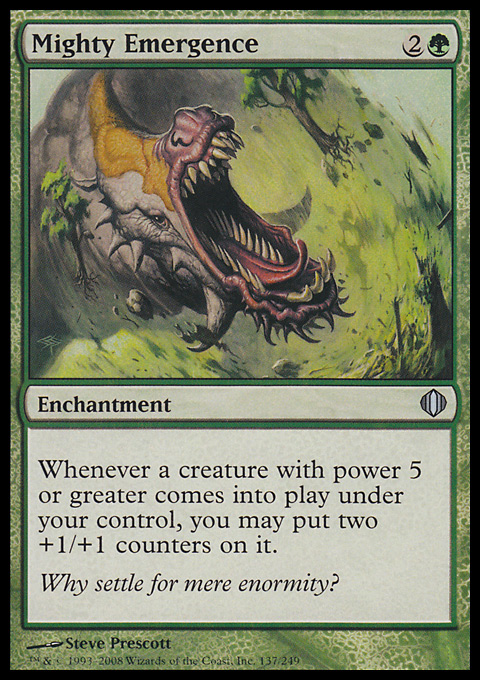 Mighty Emergence 2
Enchantment
Whenever a creature with power 5
or greater comes into play under
your control, you may put two
+1/+1 counters on it.
Why settle for mere enormity?
Steve Prescott
™ & © 1993–2008 Wizards of the Coast, Inc. 137/249